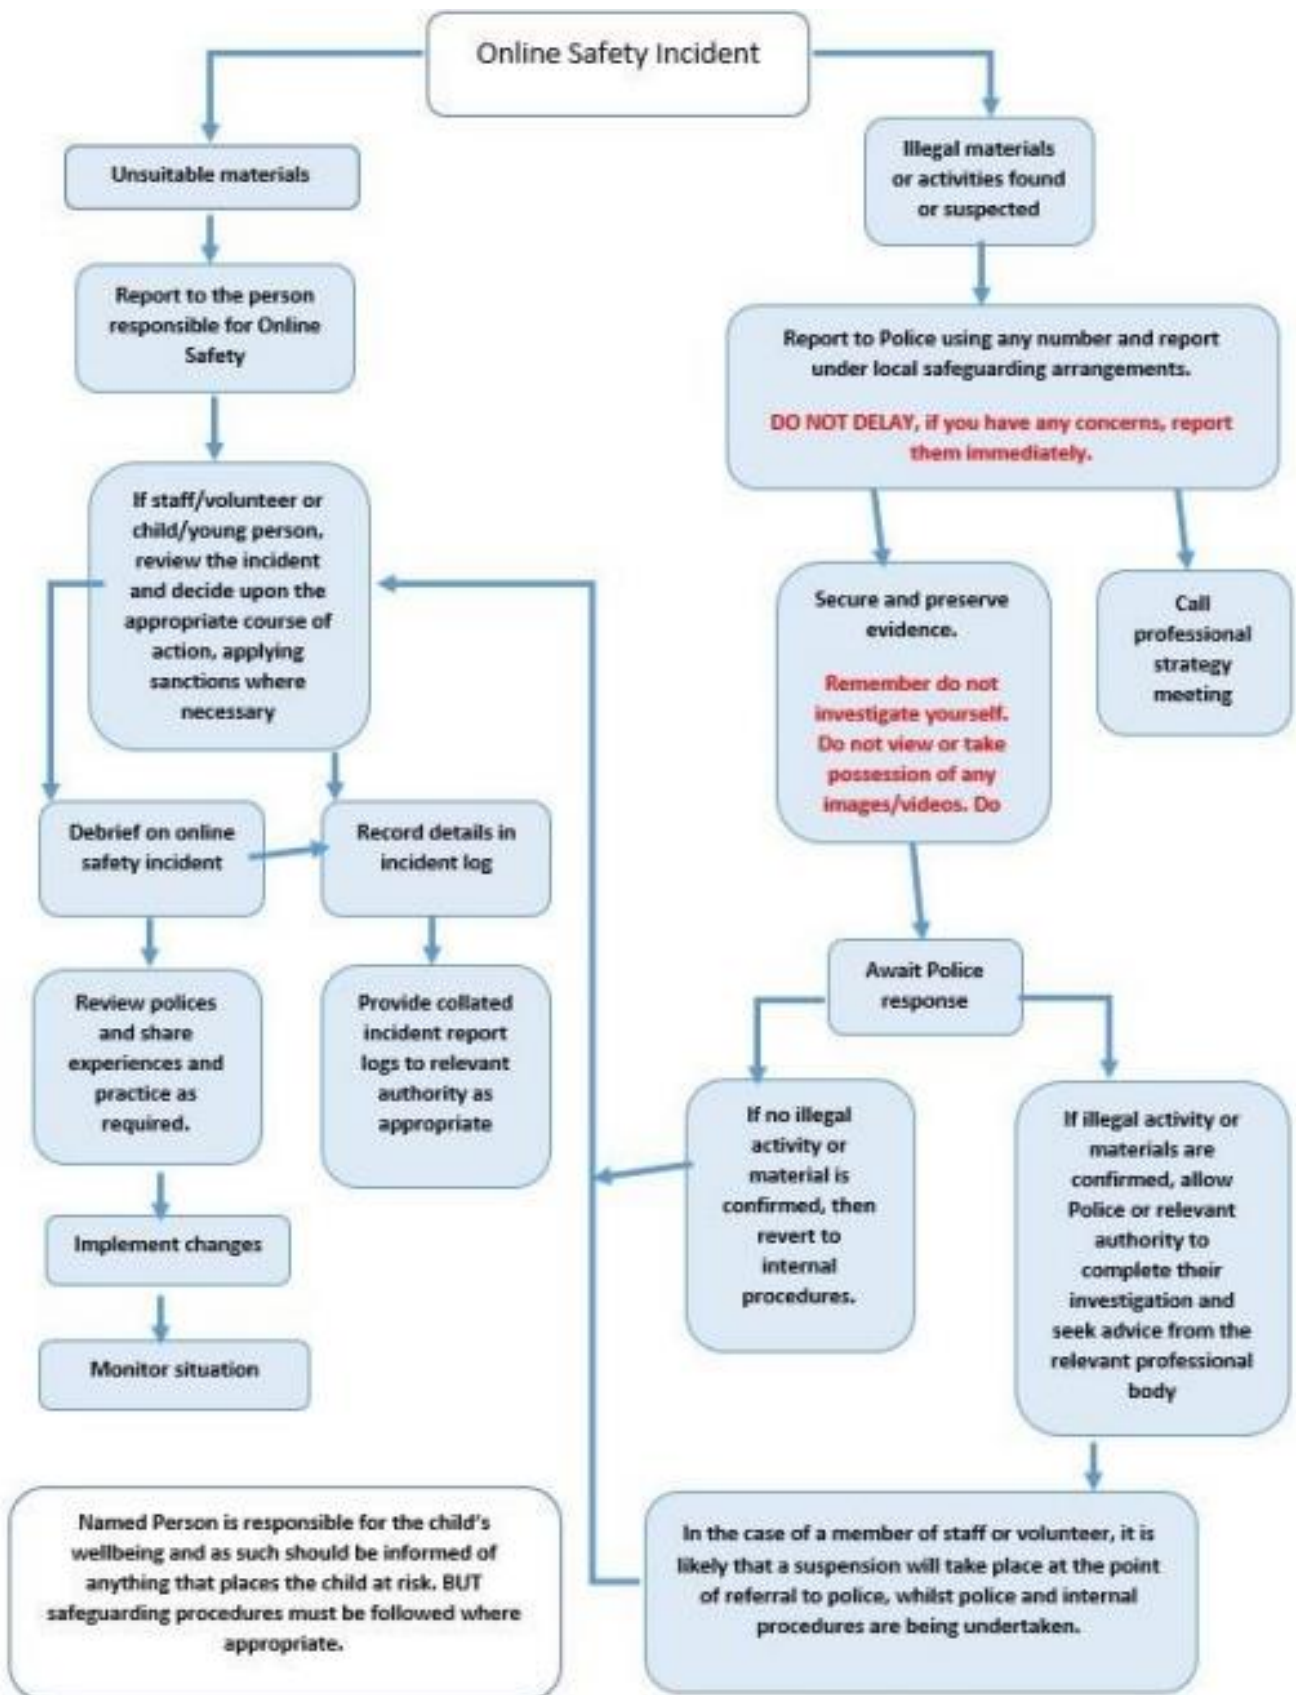 Online Safety Incident
Unsuitable materials
Illegal materials
or activities found
or suspected
Report to the person
responsible for Online
Safety
Report to Police using any number and report
under local safeguarding arrangements.
DO NOT DELAY, if you have any concerns, report
them immediately.
If staff/volunteer or
child/young person,
review the incident
and decide upon the
appropriate course of
action, applying
sanctions where
necessary
Secure and preserve
evidence.
Remember do not
investigate yourself.
Do not view or take
possession of any
images/videos. Do
Call
professional
strategy
meeting
Debrief on online
safety incident
Record details in
incident log
Review polices
and share
experiences and
practice as
required.
Provide collated
incident report
logs to relevant
authority as
appropriate
Await Police
response
If no illegal
activity or
material is
confirmed, then
revert to
internal
procedures.
If illegal activity or
materials are
confirmed, allow
Police or relevant
authority to
complete their
investigation and
seek advice from the
relevant professional
body
Implement changes
Monitor situation
Named Person is responsible for the child's
wellbeing and as such should be informed of
anything that places the child at risk. BUT
safeguarding procedures must be followed where
appropriate.
In the case of a member of staff or volunteer, it is
likely that a suspension will take place at the point
of referral to police, whilst police and internal
procedures are being undertaken.